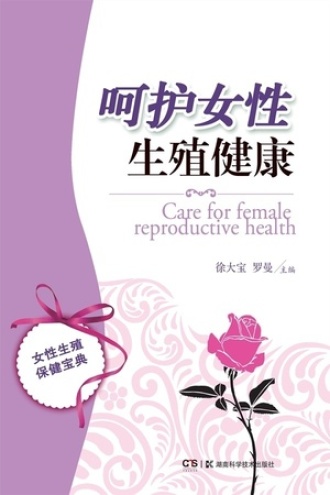 呵护女性
生殖健康
Care for female
reproductive health
徐大宝 罗曼/主编
女性生殖
保健宝典
CS K 湖南科学技术出版社